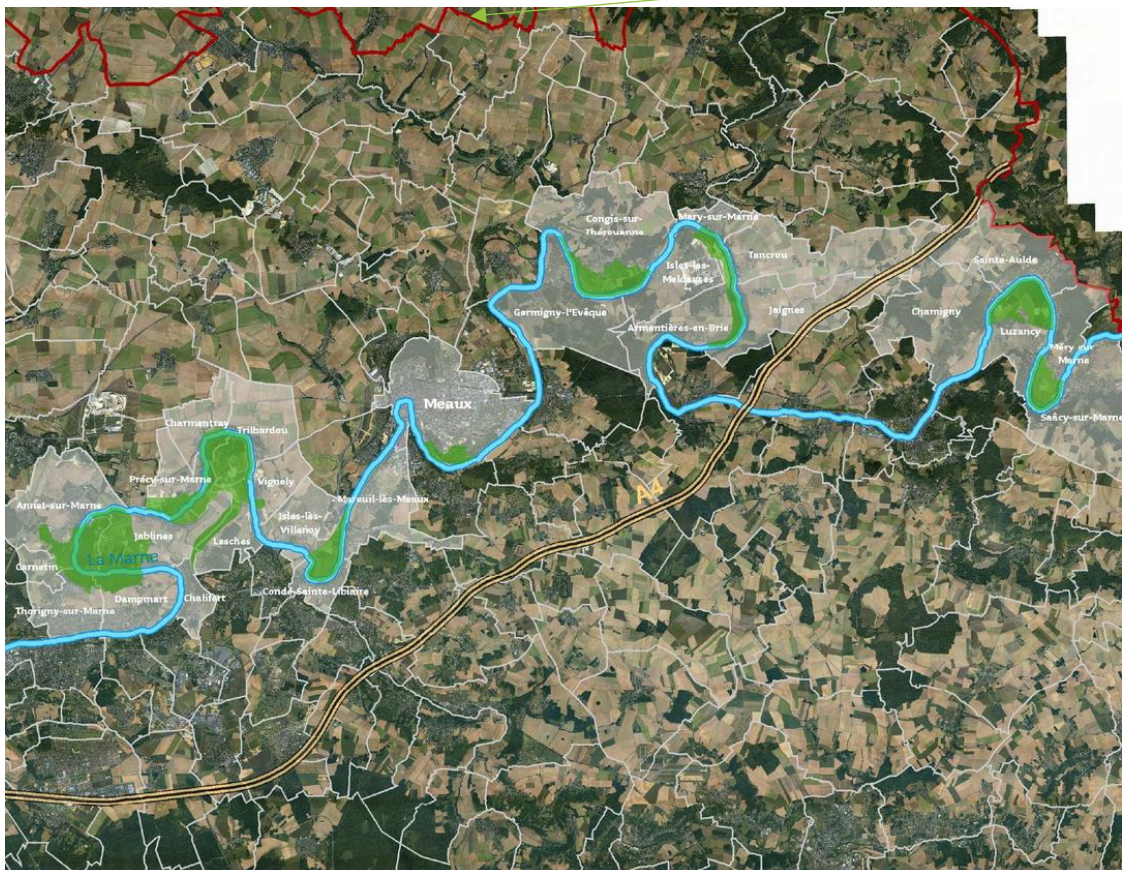 Congis-sur-
Thérouanne
Mary-sur-Marne
Tancrou
Isles-les-
Meldeuses
Sainte-Aulde
Germigny-l'Evêque
Jaignes
Chamigny
Armentières-en-Brie
Luzancy
Méry sur
Marne
Saâcy-sur-Marne
Meaux
Charmentray
Trilbardou
Précy-sur-Marne
Vignely
Mareuil-lès-Meaux
A4
Annet-sur-Marne
Isles-lès-
Villenoy
Jablines
Lesches
La Marne
Carnetin
Condé-Sainte-Libiaire
Dampmart
Chalifert
Thorigny-sur-Marne